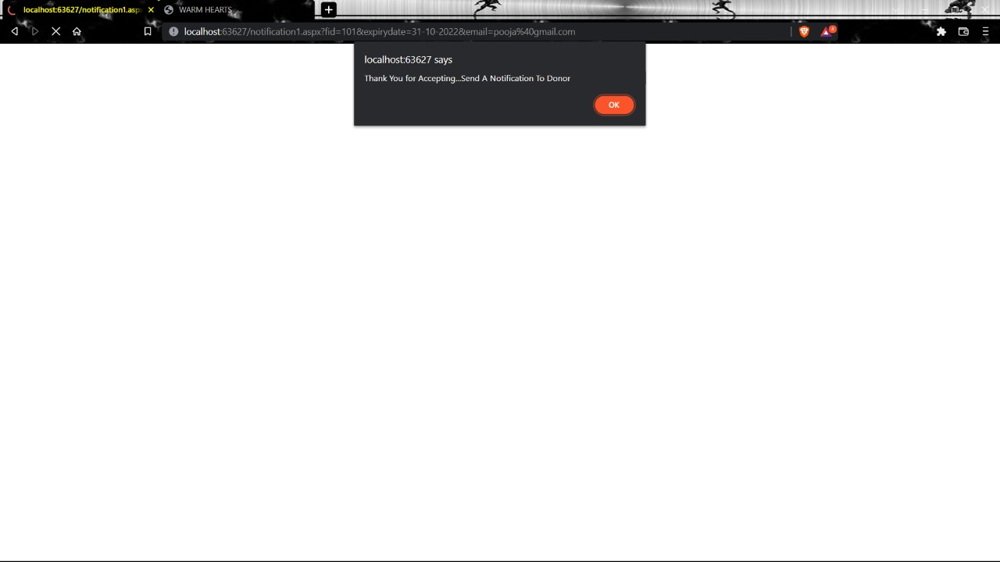 localhost:63627/notification1.asp
WARM HEARTS
localhost:63627/notification1.aspx?fid=101&expirydate=31-10-2022&email=pooja%40gmail.com
4
localhost:63627 says
Thank You for Accepting...Send A Notification To Donor
OK